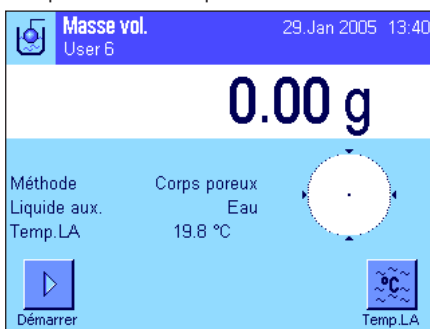 Masse vol. 29.Jan 2005 13:40
User 6
0.00 g
Méthode Corps poreux
Liquide aux. Eau
Temp.LA 19.8 °C
°C
Démarrer Temp.LA